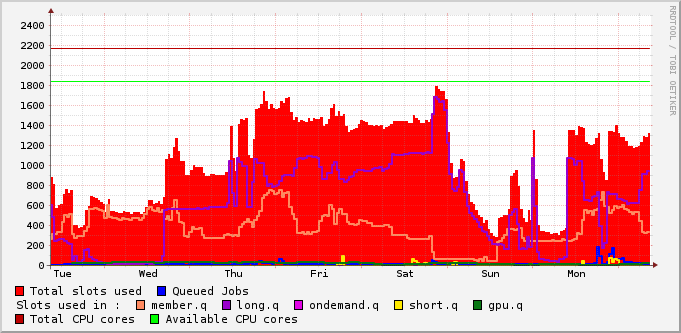 2400
2200
2000
1800
1600
1400
1200
1000
800
600
400
200
0
Tue Wed Thu Fri Sat Sun Mon
RRDTOOL / TOBI OETIKER
Total slots used Queued Jobs
Slots used in : member.q long.q ondemand.q short.q gpu.q
Total CPU cores Available CPU cores